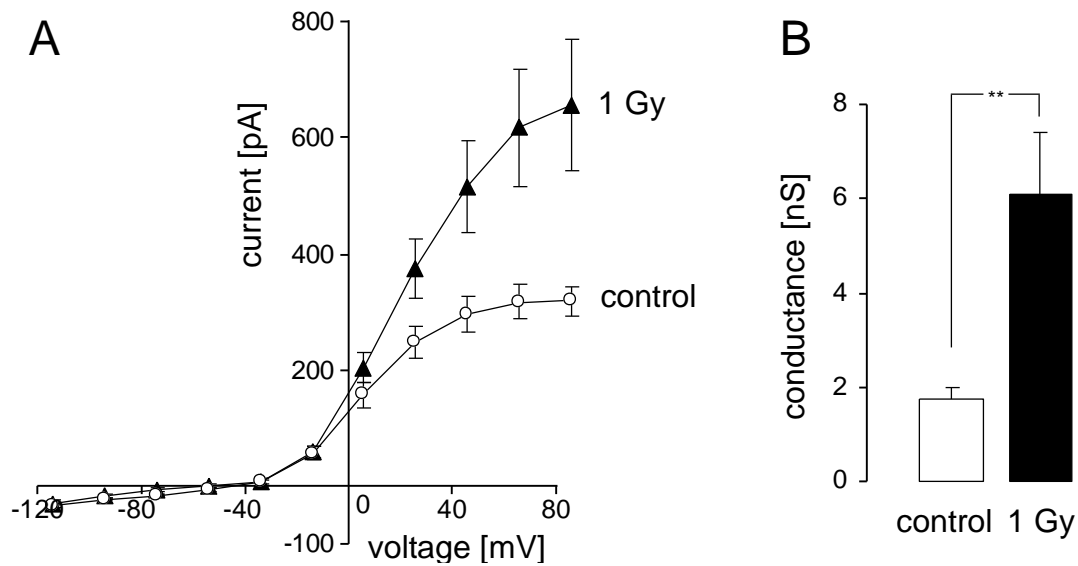 A
800
600
400
200
-100
current [pA]
-120
-80
-40
0
40
80
voltage [mV]
1 Gy
control
B
8
6
4
2
0
conductance [nS]
**
control
1 Gy